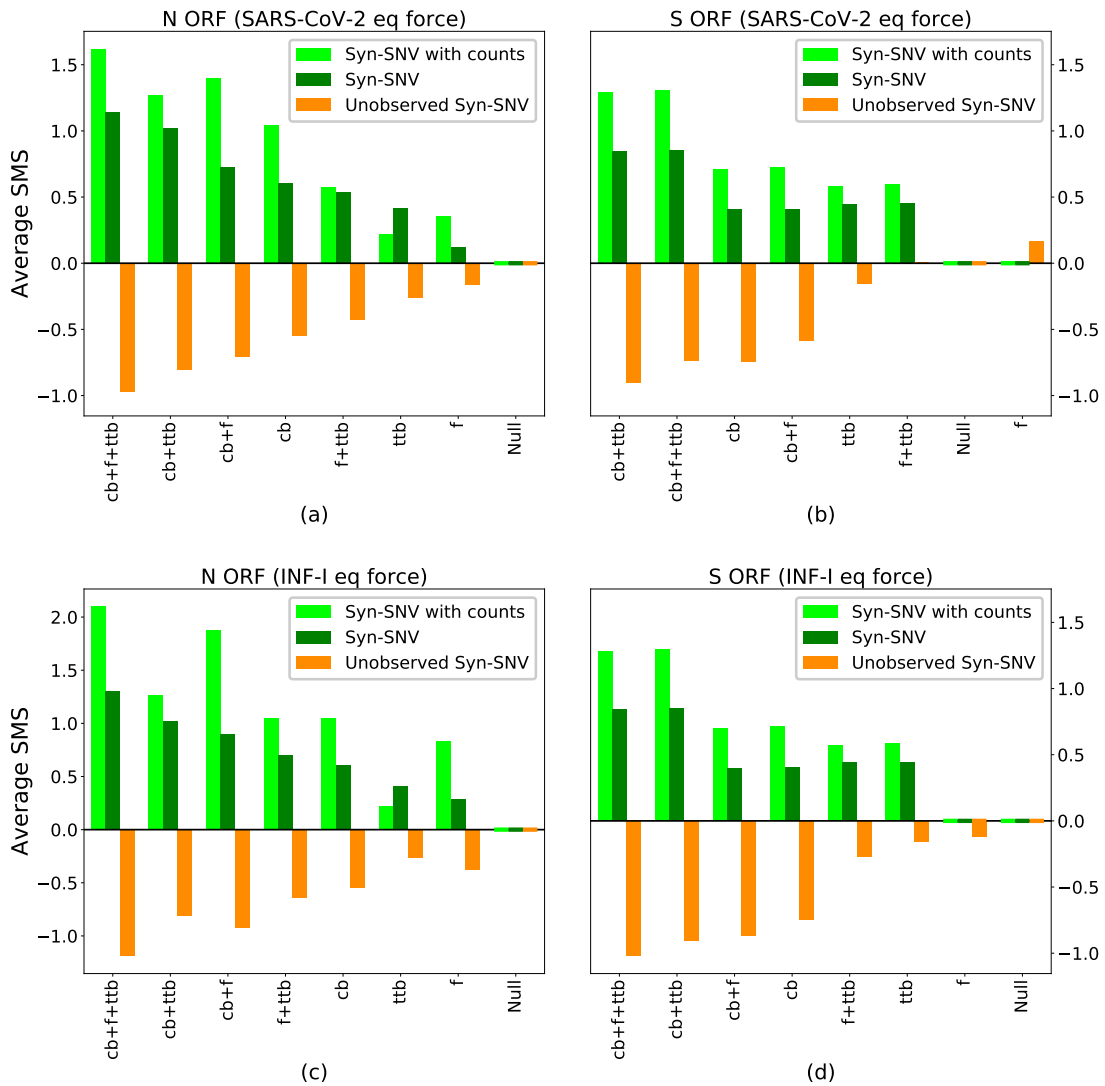 N ORF (SARS-CoV-2 eq force)
Average SMS
1.5
1.0
0.5
0.0
−0.5
−1.0
Syn-SNV with counts
Syn-SNV
Unobserved Syn-SNV
cb+f+ttb
cb+ttb
cb+f
cb
f+ttb
ttb
f
Null
(a)
S ORF (SARS-CoV-2 eq force)
Syn-SNV with counts
Syn-SNV
Unobserved Syn-SNV
1.5
1.0
0.5
0.0
−0.5
−1.0
cb+ttb
cb+f+ttb
cb
cb+f
ttb
f+ttb
Null
f
(b)
N ORF (INF-I eq force)
Average SMS
2.0
1.5
1.0
0.5
0.0
−0.5
−1.0
Syn-SNV with counts
Syn-SNV
Unobserved Syn-SNV
cb+f+ttb
cb+ttb
cb+f
f+ttb
cb
ttb
f
Null
(c)
S ORF (INF-I eq force)
Syn-SNV with counts
Syn-SNV
Unobserved Syn-SNV
1.5
1.0
0.5
0.0
−0.5
−1.0
cb+f+ttb
cb+ttb
cb+f
cb
f+ttb
ttb
f
Null
(d)